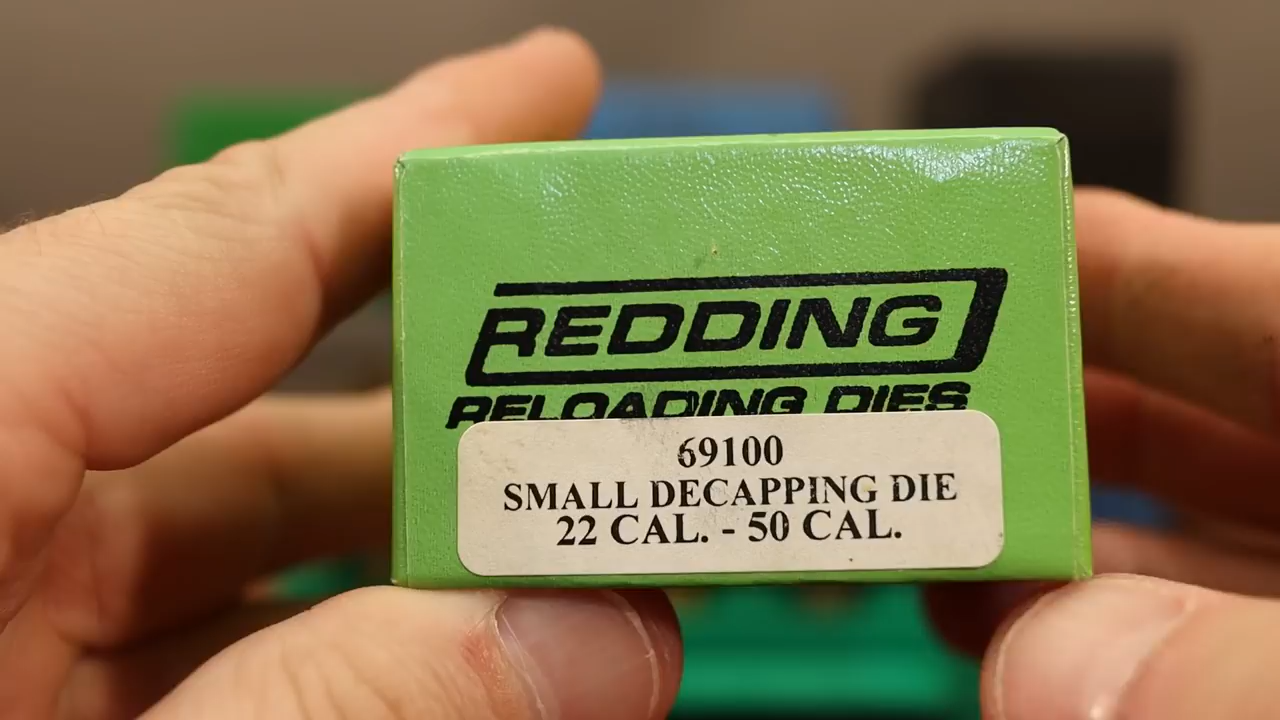 REDDING
RELOADING DIES
69100
SMALL DECAPPING DIE
22 CAL. - 50 CAL.